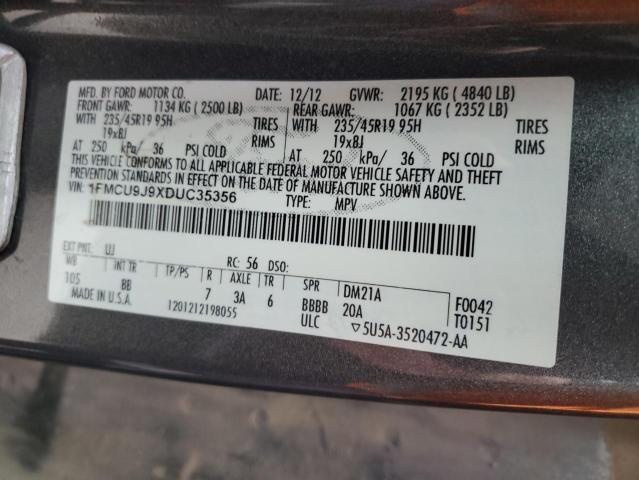 MFD. BY FORD MOTOR CO. DATE: 12/12 GVWR: 2195 KG ( 4840 LB)
FRONT GAWR: 1134 KG ( 2500 LB) REAR GAWR: 1067 KG ( 2352 LB)
WITH 235/45R19 95H TIRES WITH 235/45R19 95H TIRES
19x8J RIMS 19x8J RIMS
AT 250 kPa/ 36 PSI COLD AT 250 kPa/ 36 PSI COLD
THIS VEHICLE CONFORMS TO ALL APPLICABLE FEDERAL MOTOR VEHICLE SAFETY AND THEFT
PREVENTION STANDARDS IN EFFECT ON THE DATE OF MANUFACTURE SHOWN ABOVE.
VIN: 1FMCU9J9XDUC35356 TYPE: MPV
EXT PNT: UJ RC: 56 DSO:
WB INT TR TP/PS R AXLE TR SPR DM21A F0042
105 BB 7 3A 6 BBBB 20A T0151
MADE IN U.S.A. 1201212198055 ULC ▽5U5A-3520472-AA